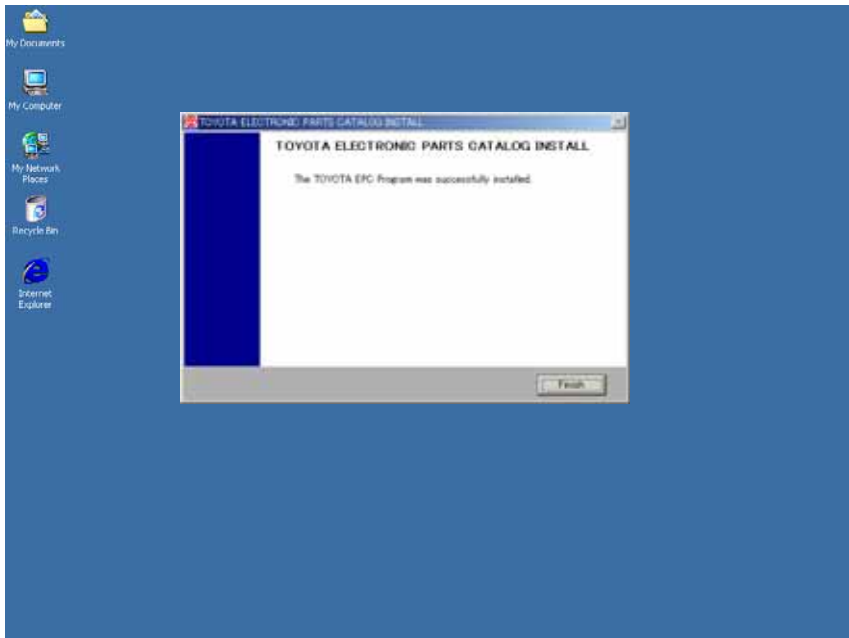 My Documents
My Computer
My Network
Places
Recycle Bin
Internet
Explorer
TOYOTA ELECTRONIC PARTS CATALOG INSTALL
TOYOTA ELECTRONIC PARTS CATALOG INSTALL
The TOYOTA EPC Program was successfully installed.
Finish